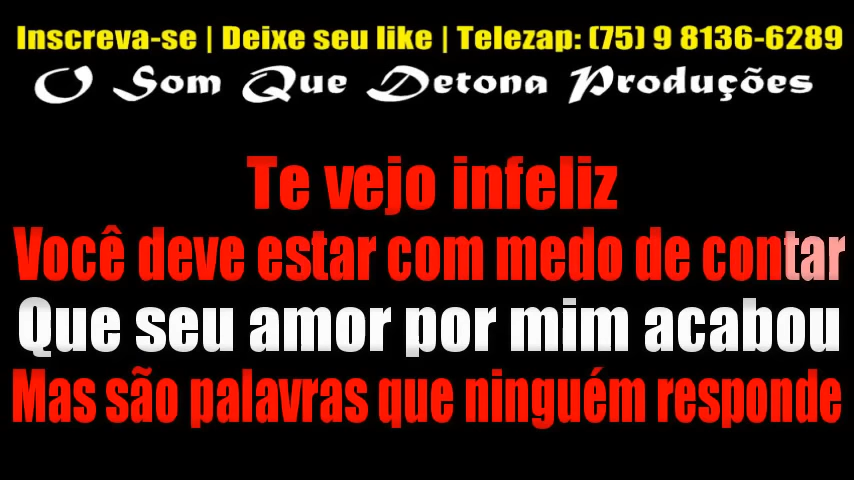 Inscreva-se | Deixe seu like | Telezap: (75) 9 8136-6289
O Som Que Detona Produções
Te vejo infeliz
Você deve estar com medo de contar
Que seu amor por mim acabou
Mas são palavras que ninguém responde